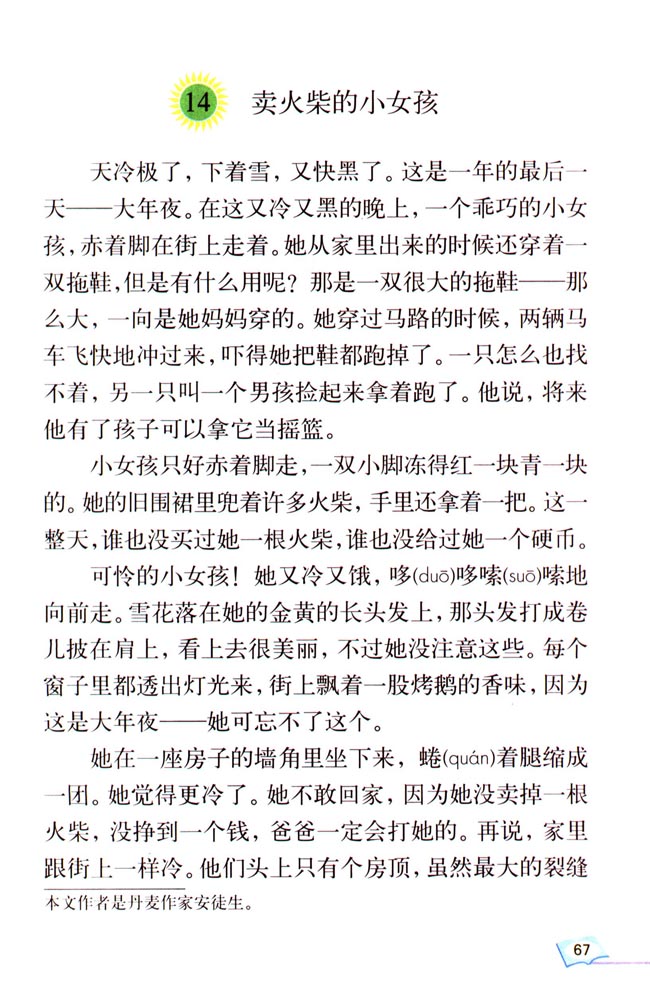 14 卖火柴的小女孩
天冷极了，下着雪，又快黑了。这是一年的最后一
天——大年夜。在这又冷又黑的晚上，一个乖巧的小女
孩，赤着脚在街上走着。她从家里出来的时候还穿着一
双拖鞋，但是有什么用呢？那是一双很大的拖鞋——那
么大，一向是她妈妈穿的。她穿过马路的时候，两辆马
车飞快地冲过来，吓得她把鞋都跑掉了。一只怎么也找
不着，另一只叫一个男孩捡起来拿着跑了。他说，将来
他有了孩子可以拿它当摇篮。
小女孩只好赤着脚走，一双小脚冻得红一块青一块
的。她的旧围裙里兜着许多火柴，手里还拿着一把。这一
整天，谁也没买过她一根火柴，谁也没给过她一个硬币。
可怜的小女孩！她又冷又饿，哆(duō)哆嗦(suō)嗦地
向前走。雪花落在她的金黄的长头发上，那头发打成卷
儿披在肩上，看上去很美丽，不过她没注意这些。每个
窗子里都透出灯光来，街上飘着一股烤鹅的香味，因为
这是大年夜——她可忘不了这个。
她在一座房子的墙角里坐下来，蜷(quán)着腿缩成
一团。她觉得更冷了。她不敢回家，因为她没卖掉一根
火柴，没挣到一个钱，爸爸一定会打她的。再说，家里
跟街上一样冷。他们头上只有个房顶，虽然最大的裂缝
本文作者是丹麦作家安徒生。
67